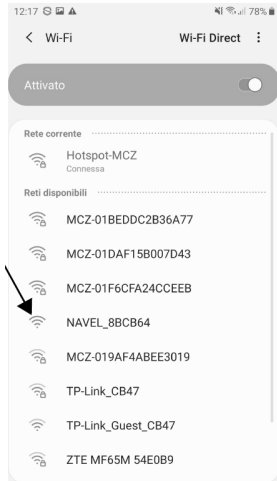 12:17 78%
Wi-Fi Wi-Fi Direct
Attivato
Rete corrente
Hotspot-MCZ
Connessa
Reti disponibili
MCZ-01BEDDC2B36A77
MCZ-01DAF15B007D43
MCZ-01F6CFA24CCEEB
NAVEL_8BCB64
MCZ-019AF4ABEE3019
TP-Link_CB47
TP-Link_Guest_CB47
ZTE MF65M 54E0B9